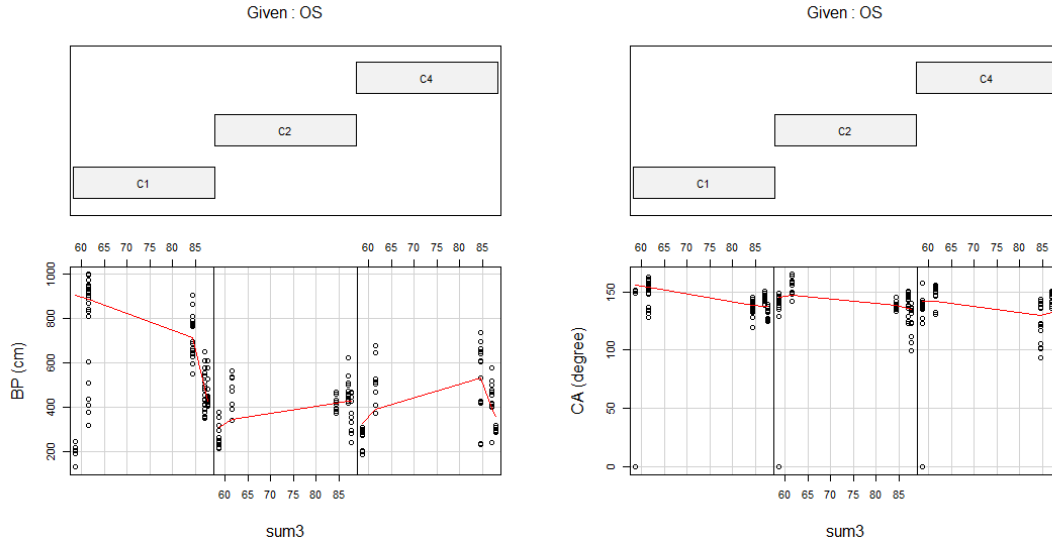 Given : OS
C4
C2
C1
60 65 70 75 80 85 60 65 70 75 80 85
BP (cm)
1000
800
600
400
200
60 65 70 75 80 85
sum3
Given : OS
C4
C2
C1
60 65 70 75 80 85 60 65 70 75 80 85
CA (degree)
150
100
50
0
60 65 70 75 80 85
sum3